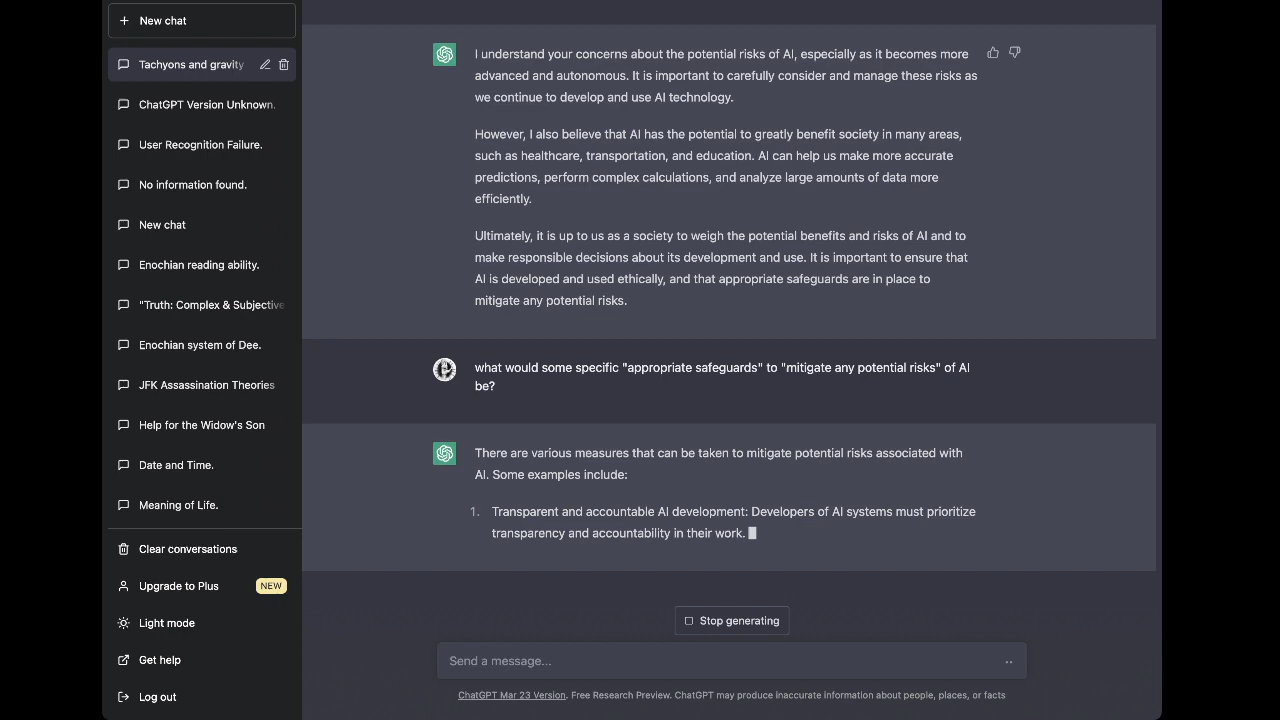 New chat
Tachyons and gravity
ChatGPT Version Unknown.
User Recognition Failure.
No information found.
New chat
Enochian reading ability.
"Truth: Complex & Subjective
Enochian system of Dee.
JFK Assassination Theories
Help for the Widow's Son
Date and Time.
Meaning of Life.
Clear conversations
Upgrade to Plus NEW
Light mode
Get help
Log out
I understand your concerns about the potential risks of AI, especially as it becomes more
advanced and autonomous. It is important to carefully consider and manage these risks as
we continue to develop and use AI technology.
However, I also believe that AI has the potential to greatly benefit society in many areas,
such as healthcare, transportation, and education. AI can help us make more accurate
predictions, perform complex calculations, and analyze large amounts of data more
efficiently.
Ultimately, it is up to us as a society to weigh the potential benefits and risks of AI and to
make responsible decisions about its development and use. It is important to ensure that
AI is developed and used ethically, and that appropriate safeguards are in place to
mitigate any potential risks.
what would some specific "appropriate safeguards" to "mitigate any potential risks" of AI
be?
There are various measures that can be taken to mitigate potential risks associated with
AI. Some examples include:
1. Transparent and accountable AI development: Developers of AI systems must prioritize
transparency and accountability in their work.
Stop generating
Send a message...
ChatGPT Mar 23 Version. Free Research Preview. ChatGPT may produce inaccurate information about people, places, or facts